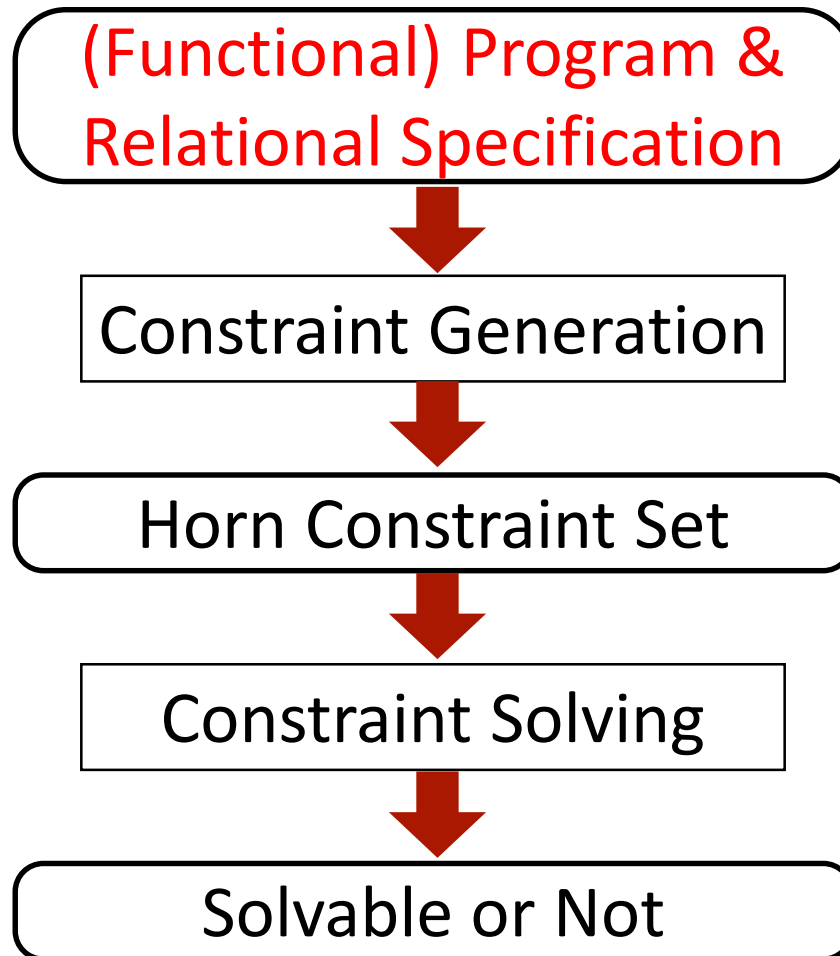 (Functional) Program &
Relational Specification
Constraint Generation
Horn Constraint Set
Constraint Solving
Solvable or Not